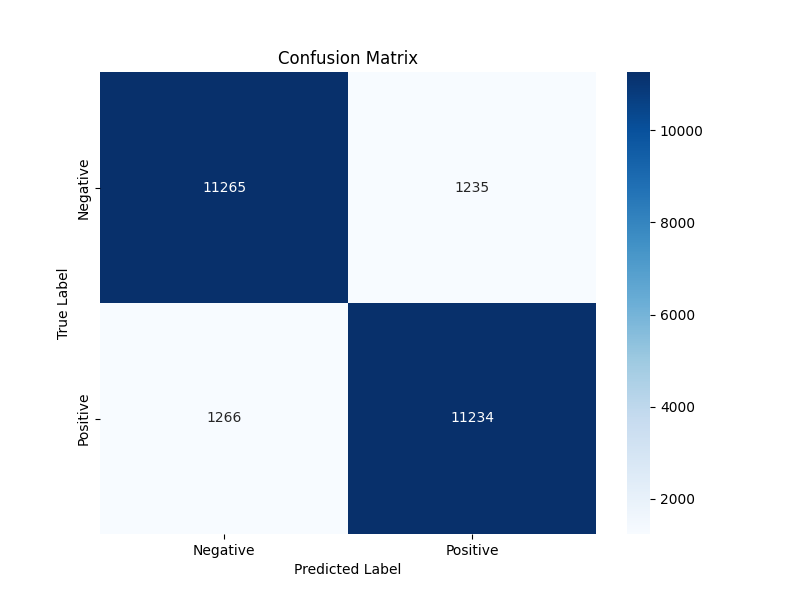 Confusion Matrix
True Label
Negative
11265
1235
Positive
1266
11234
Negative
Positive
Predicted Label
10000
8000
6000
4000
2000